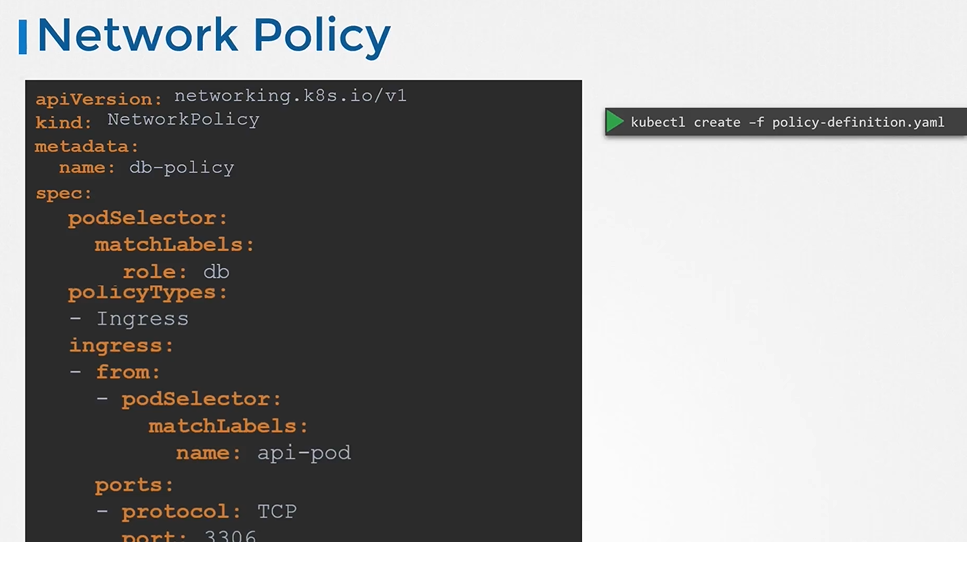 Network Policy
apiVersion: networking.k8s.io/v1
kind: NetworkPolicy
metadata:
  name: db-policy
spec:
  podSelector:
    matchLabels:
      role: db
  policyTypes:
  - Ingress
  ingress:
  - from:
    - podSelector:
        matchLabels:
          name: api-pod
    ports:
    - protocol: TCP
      port: 3306
kubectl create –f policy-definition.yaml